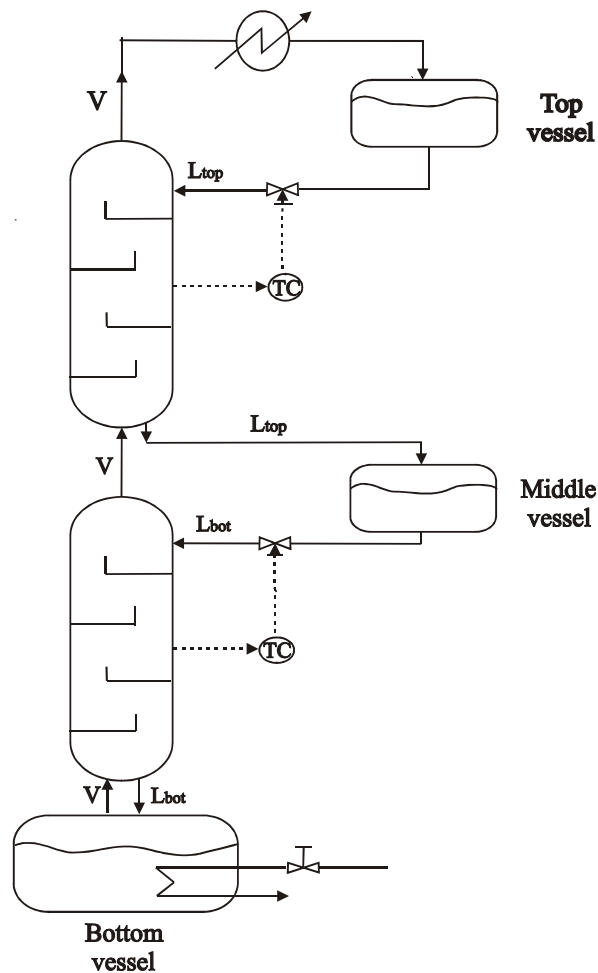 V
Top
vessel
Ltop
TC
Ltop
V
Middle
vessel
Lbot
TC
V
Lbot
Bottom
vessel